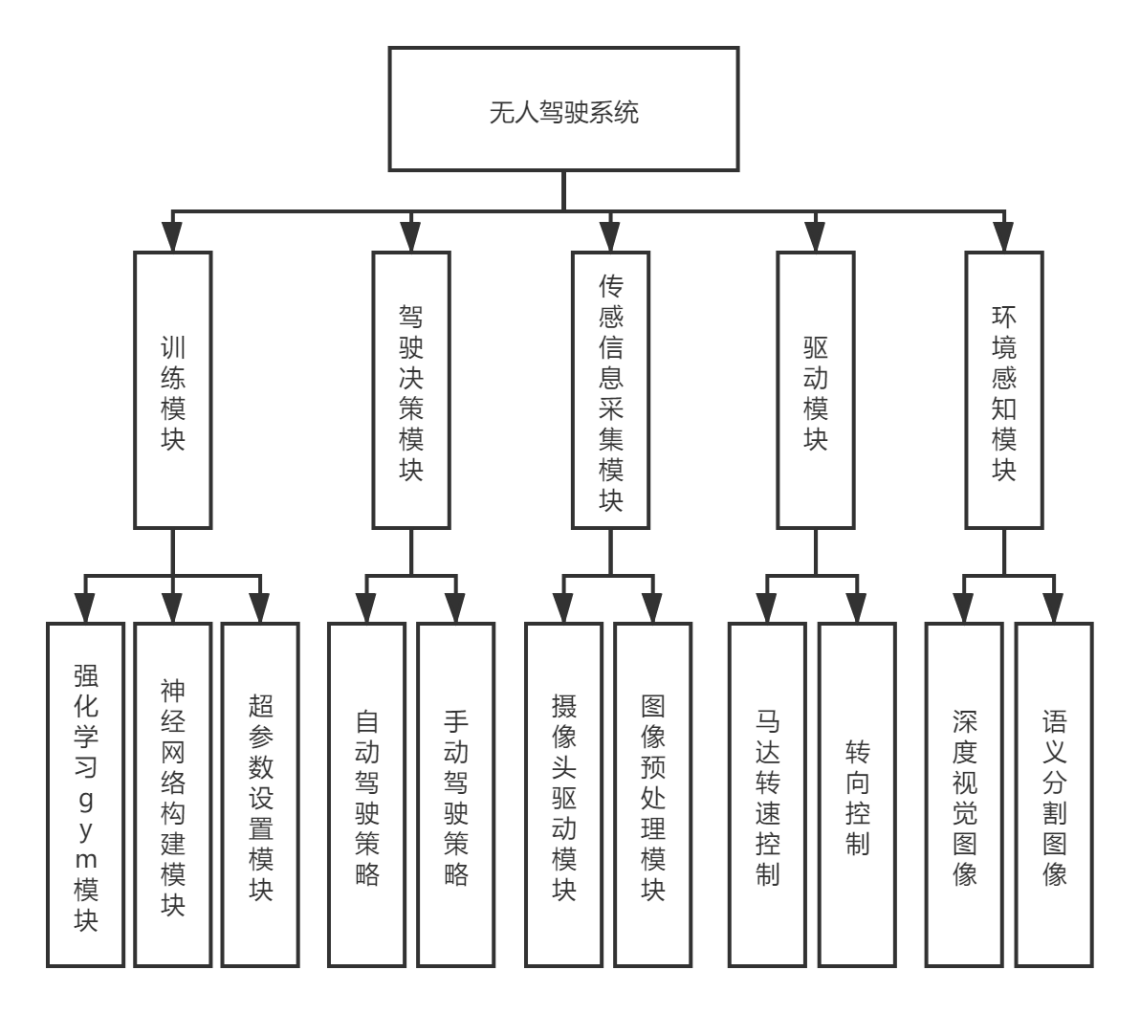 无人驾驶系统
训练模块
驾驶决策模块
传感信息采集模块
驱动模块
环境感知模块
强化学习gym模块
神经网络构建模块
超参数设置模块
自动驾驶策略
手动驾驶策略
摄像头驱动模块
图像预处理模块
马达转速控制
转向控制
深度视觉图像
语义分割图像